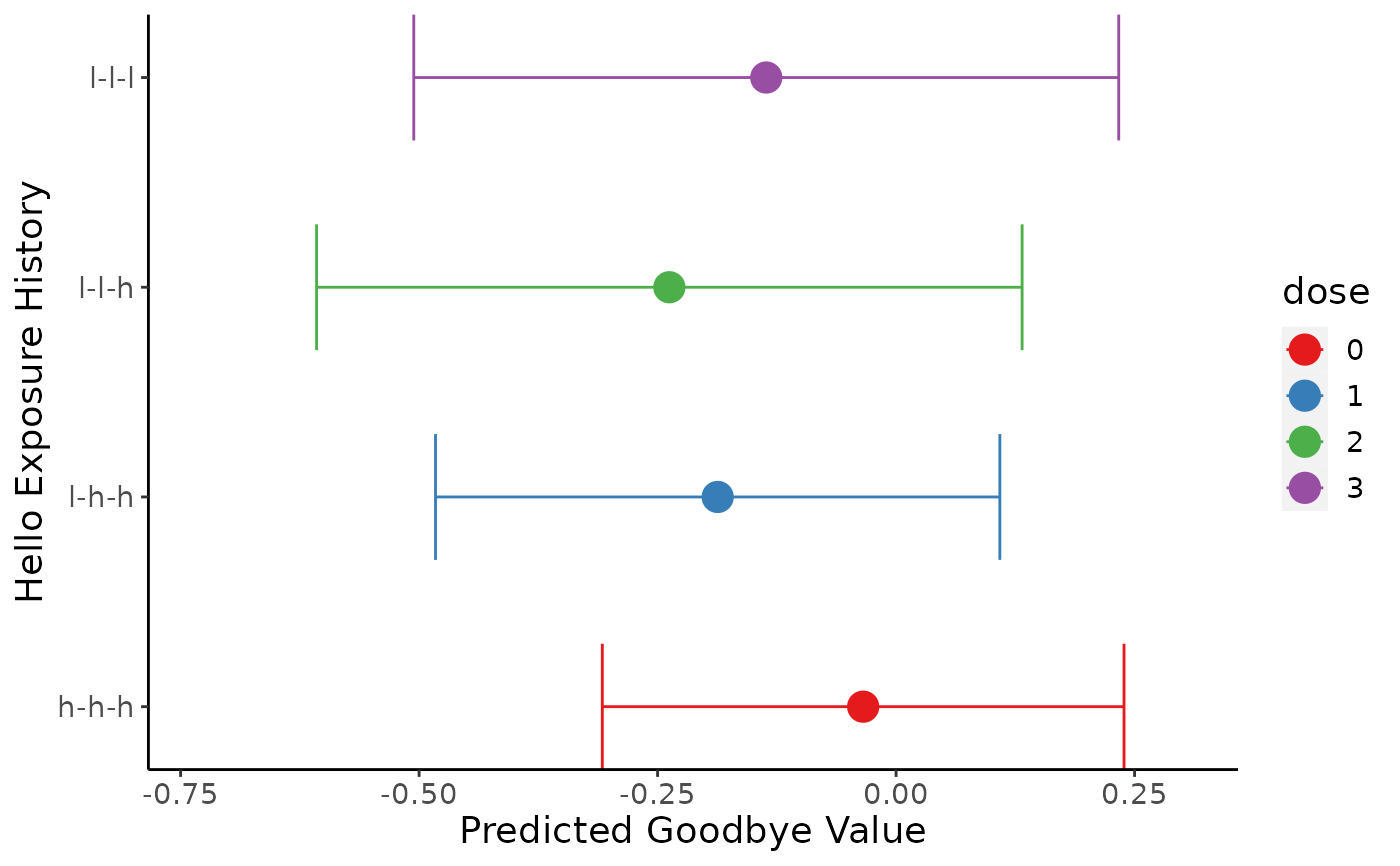 Hello Exposure History
l-l-l
l-l-h
l-h-h
h-h-h
-0.75 -0.50 -0.25 0.00 0.25
Predicted Goodbye Value
dose
0
1
2
3